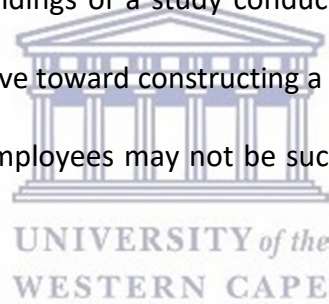 ndings of a study conduc
ve toward constructing a
mployees may not be suc
UNIVERSITY of the
WESTERN CAPE